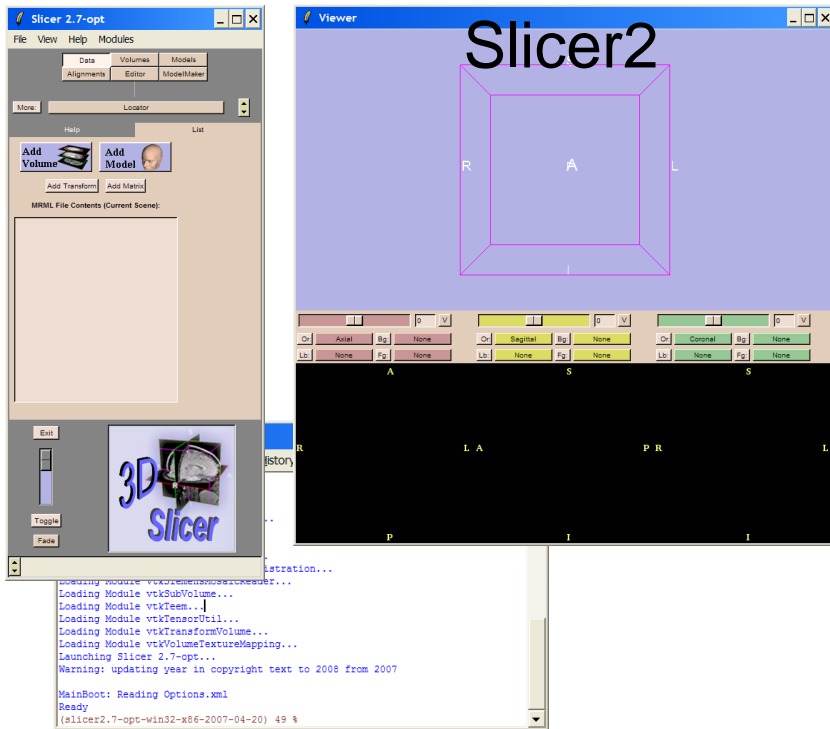 Slicer 2.7-opt
File View Help Modules
Data Volumes Models
Alignments Editor ModelMaker
More: Locator
Help List
Add Volume
Add Model
Add Transform Add Matrix
MRML File Contents (Current Scene):
Exit
Toggle
Fade
3D Slicer
R
Viewer
Slicer2
R A L
I
0 V 0 V 0 V
Or: Axial Bg: None Or: Sagittal Bg: None Or: Coronal Bg: None
Lb: None Fg: None Lb: None Fg: None Lb: None Fg: None
A S S
R L A P R L
P I I
istory
istration...
Loading Module vtkSiemensMosaicReader...
Loading Module vtkSubVolume...
Loading Module vtkTeem...
Loading Module vtkTensorUtil...
Loading Module vtkTransformVolume...
Loading Module vtkVolumeTextureMapping...
Launching Slicer 2.7-opt...
Warning: updating year in copyright text to 2008 from 2007
MainBoot: Reading Options.xml
Ready
(slicer2.7-opt-win32-x86-2007-04-20) 49 %